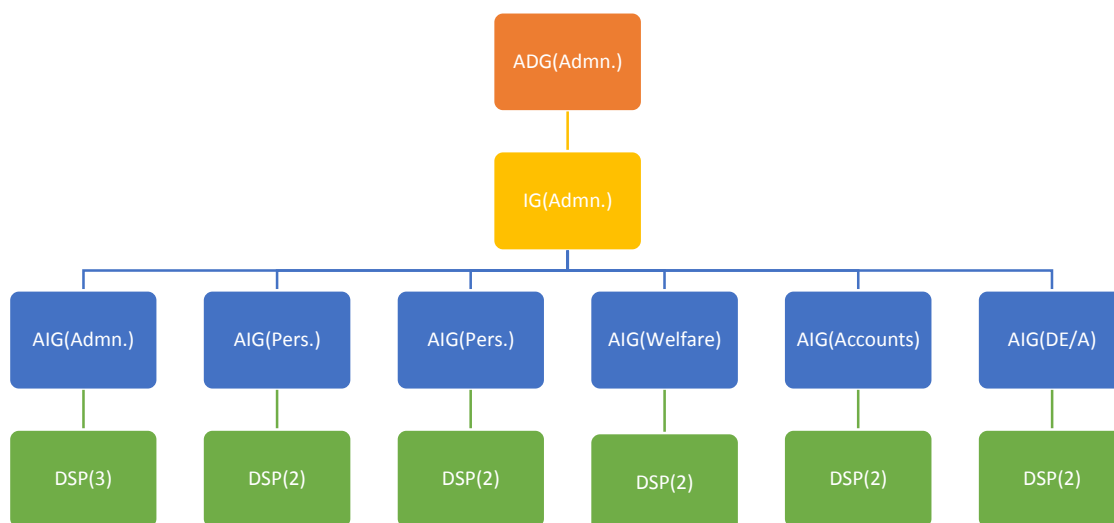 ADG(Admn.)
IG(Admn.)
AIG(Admn.)
AIG(Pers.)
AIG(Pers.)
AIG(Welfare)
AIG(Accounts)
AIG(DE/A)
DSP(3)
DSP(2)
DSP(2)
DSP(2)
DSP(2)
DSP(2)